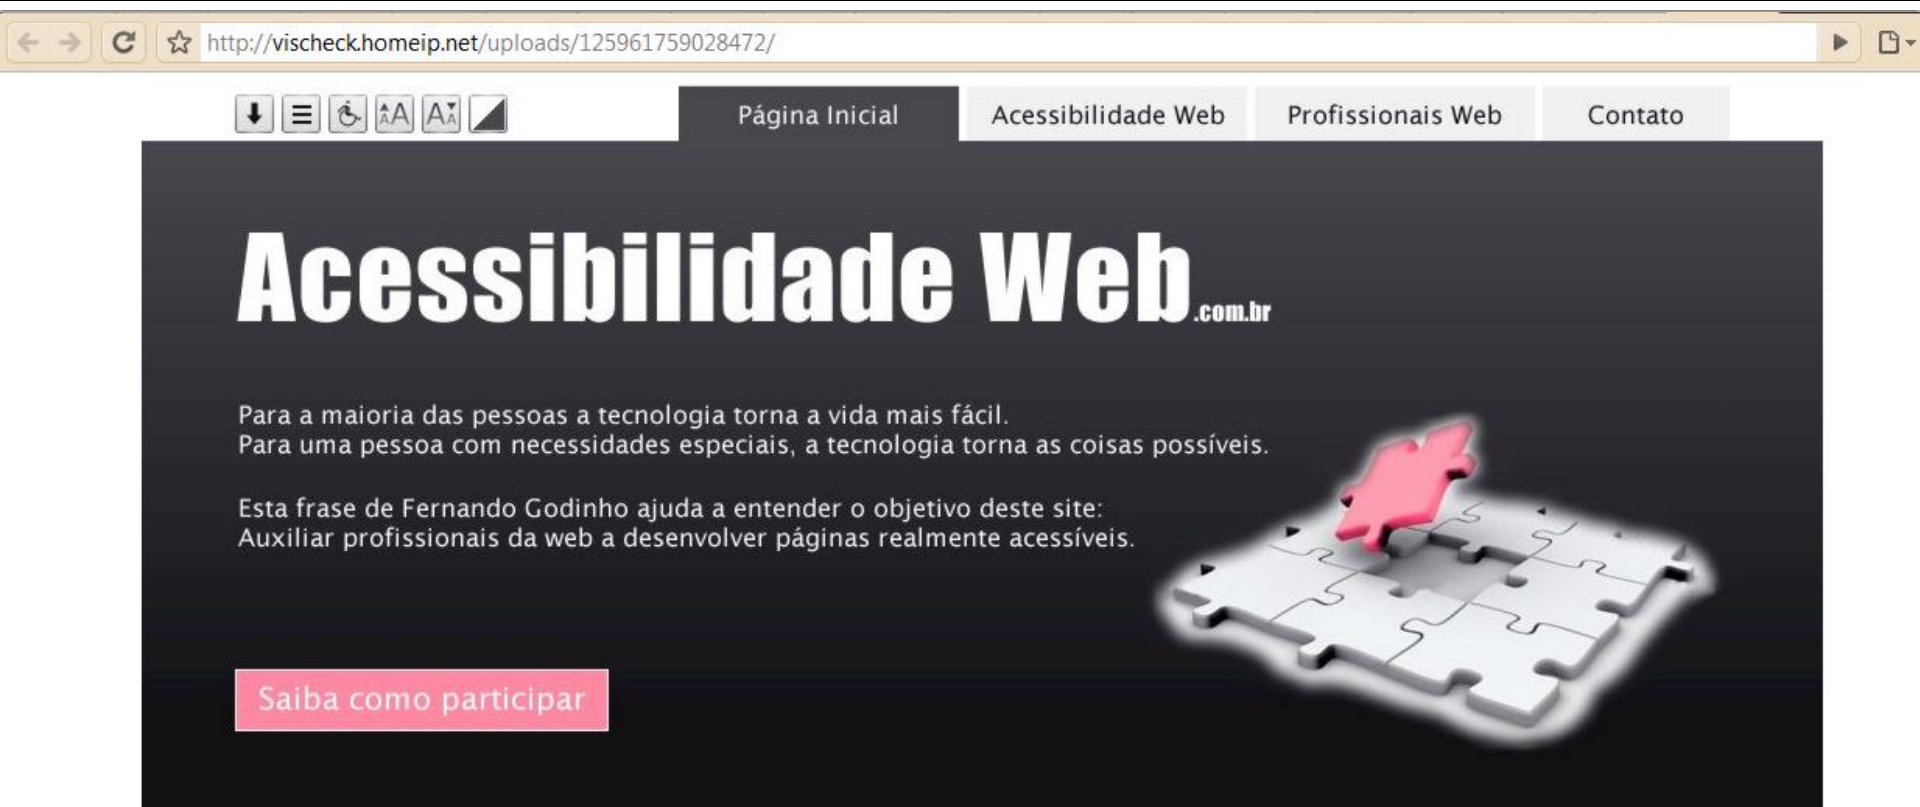 http://vischeck.homeip.net/uploads/125961759028472/
AA AA
Página Inicial
Acessibilidade Web
Profissionais Web
Contato
Acessibilidade Web.com.br
Para a maioria das pessoas a tecnologia torna a vida mais fácil.
Para uma pessoa com necessidades especiais, a tecnologia torna as coisas possíveis.
Esta frase de Fernando Godinho ajuda a entender o objetivo deste site:
Auxiliar profissionais da web a desenvolver páginas realmente acessíveis.
Saiba como participar